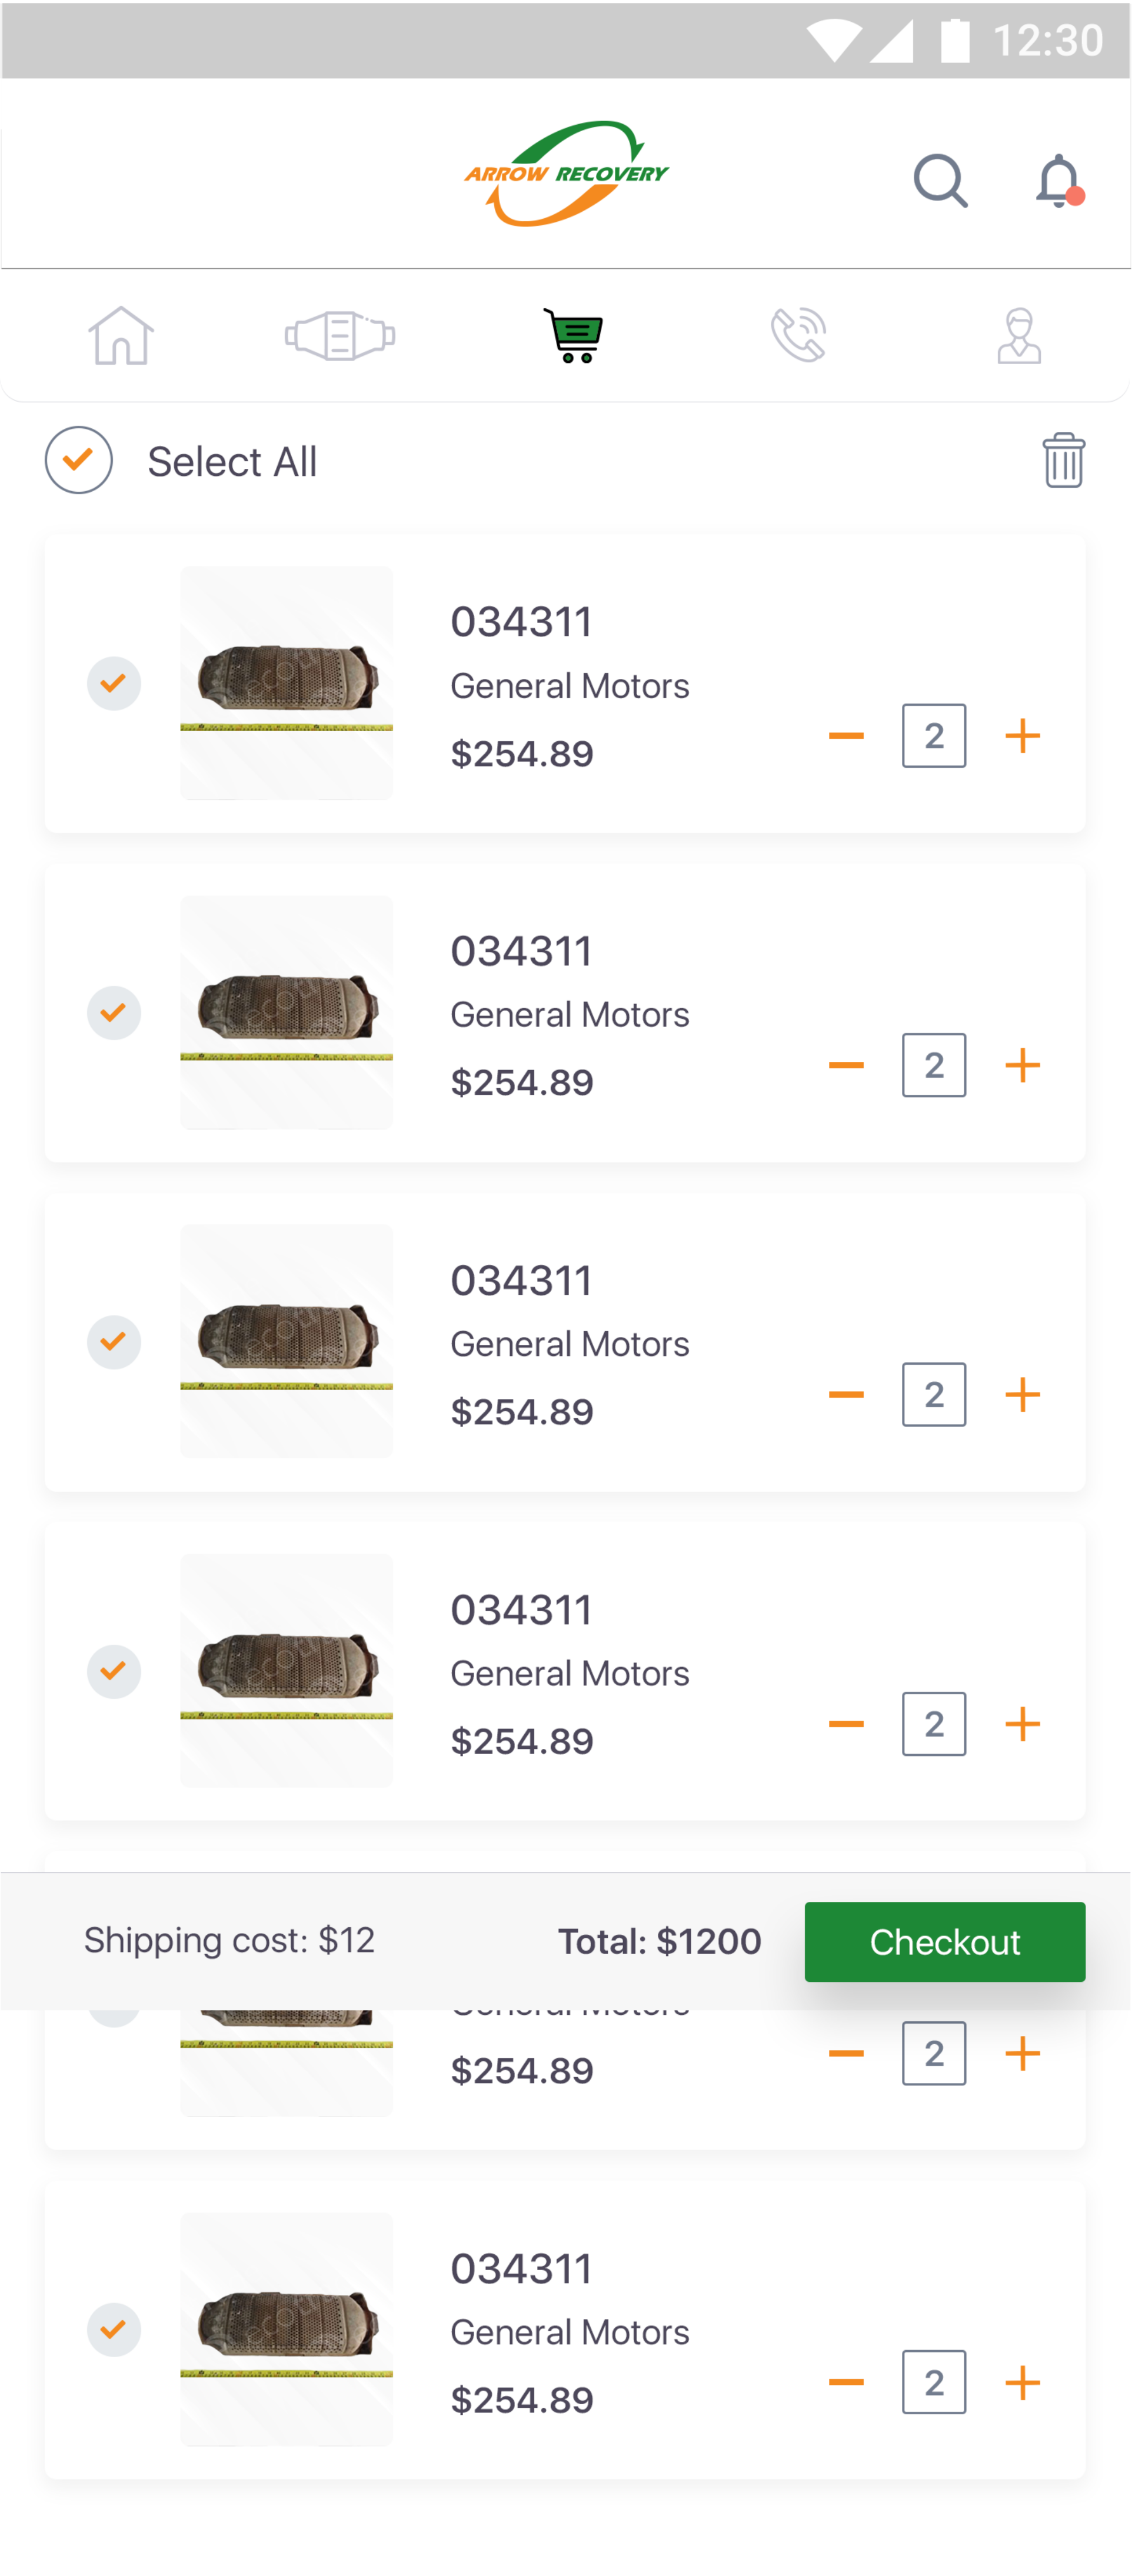 12:30
ARROW RECOVERY
Select All
034311
General Motors
$254.89
2
034311
General Motors
$254.89
2
034311
General Motors
$254.89
2
034311
General Motors
$254.89
2
Shipping cost: $12
Total: $1200
Checkout
General Motors
$254.89
2
034311
General Motors
$254.89
2